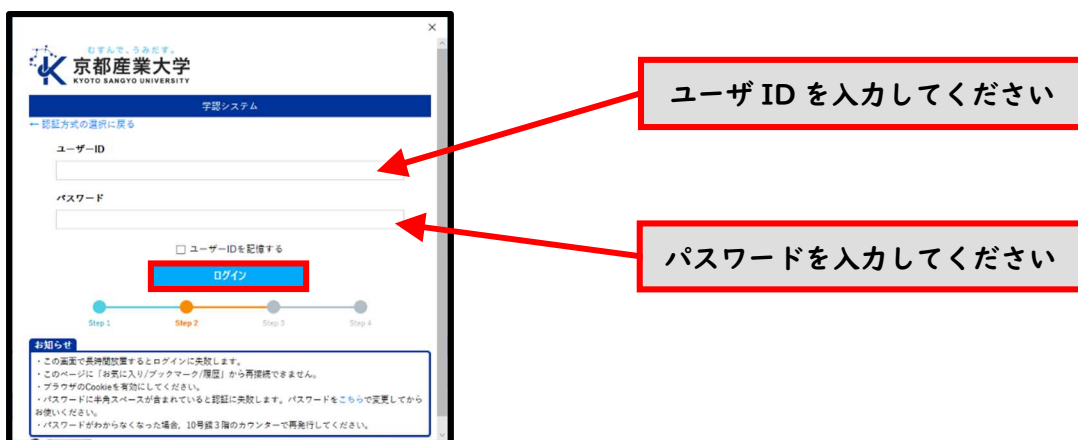 ×
むすんで、うみだす。
京都産業大学
KYOTO SANGYO UNIVERSITY
学認システム
← 認証方式の選択に戻る
ユーザーID
パスワード
ユーザーIDを記憶する
ログイン
Step 1 Step 2 Step 3 Step 4
お知らせ
・この画面で長時間放置するとログインに失敗します。
・このページに「お気に入り/ブックマーク/履歴」から再接続できません。
・ブラウザのCookieを有効にしてください。
・パスワードに半角スペースが含まれていると認証に失敗します。パスワードをこちらで変更してから
お使いください。
・パスワードがわからなくなった場合，10号館３階のカウンターで再発行してください。
ユーザ ID を入力してください
パスワードを入力してください